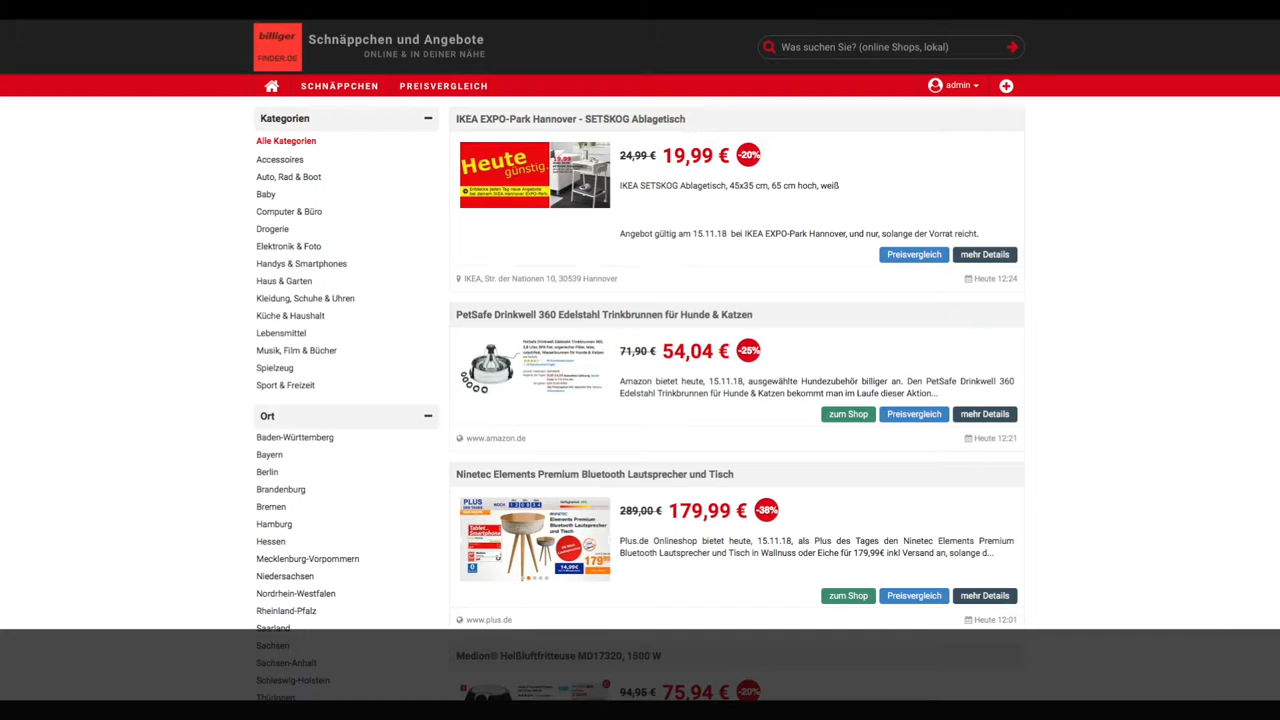 billiger
FINDER.DE
Schnäppchen und Angebote
ONLINE & IN DEINER NÄHE
Was suchen Sie? (online Shops, lokal)
SCHNÄPPCHEN
PREISVERGLEICH
admin
Kategorien
Alle Kategorien
Accessoires
Auto, Rad & Boot
Baby
Computer & Büro
Drogerie
Elektronik & Foto
Handys & Smartphones
Haus & Garten
Kleidung, Schuhe & Uhren
Küche & Haushalt
Lebensmittel
Musik, Film & Bücher
Spielzeug
Sport & Freizeit
Ort
Baden-Württemberg
Bayern
Berlin
Brandenburg
Bremen
Hamburg
Hessen
Mecklenburg-Vorpommern
Niedersachsen
Nordrhein-Westfalen
Rheinland-Pfalz
Saarland
Sachsen
Sachsen-Anhalt
Schleswig-Holstein
Thüringen
IKEA EXPO-Park Hannover - SETSKOG Ablagetisch
Heute
günstig.
19,99
24,99 € 19,99 € -20%
IKEA SETSKOG Ablagetisch, 45x35 cm, 65 cm hoch, weiß
Angebot gültig am 15.11.18 bei IKEA EXPO-Park Hannover, und nur, solange der Vorrat reicht.
Preisvergleich mehr Details
IKEA, Str. der Nationen 10, 30539 Hannover
Heute 12:24
PetSafe Drinkwell 360 Edelstahl Trinkbrunnen für Hunde & Katzen
71,90 € 54,04 € -25%
Amazon bietet heute, 15.11.18, ausgewählte Hundezubehör billiger an. Den PetSafe Drinkwell 360
Edelstahl Trinkbrunnen für Hunde & Katzen bekommt man im Laufe dieser Aktion...
zum Shop Preisvergleich mehr Details
www.amazon.de
Heute 12:21
Ninetec Elements Premium Bluetooth Lautsprecher und Tisch
PLUS
NOCH
Elements Premium
Bluetooth Lautsprecher
und Tisch
289,00 € 179,99 € -38%
Plus.de Onlineshop bietet heute, 15.11.18, als Plus des Tages den Ninetec Elements Premium
Bluetooth Lautsprecher und Tisch in Wallnuss oder Eiche für 179,99€ inkl Versand an, solange d...
zum Shop Preisvergleich mehr Details
www.plus.de
Heute 12:01
Medion® Heißluftfritteuse MD17320, 1500 W
94,95 € 75,94 € -20%